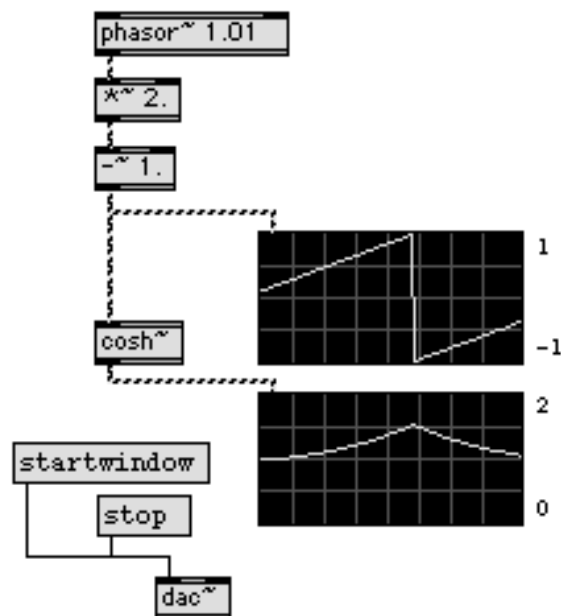 phasor~ 1.01
*~ 2.
-~ 1.
1
cosh~
-1
2
startwindow
stop
0
dac~